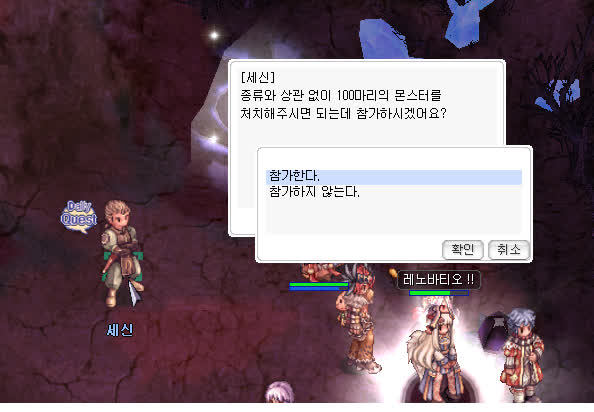 [세신]
종류와 상관 없이 100마리의 몬스터를
처치해주시면 되는데 참가하시겠어요?
참가한다.
참가하지 않는다.
확인 취소
Daily
Quest
레노바티오 !!
세신